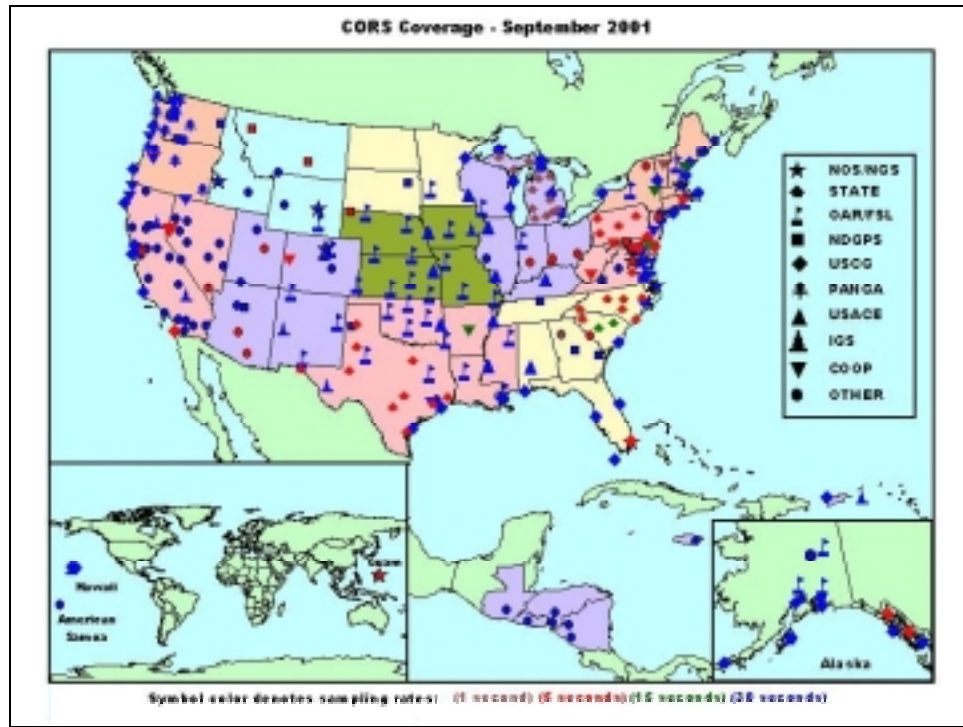 CORS Coverage - September 2001
NOS/NGS
STATE
OAR/FSL
NDGPS
USCG
PANGA
USACE
IGS
COOP
OTHER
Guam
Hawaii
American
Samoa
Alaska
Symbol color denotes sampling rates: (1 second) (5 seconds) (15 seconds) (30 seconds)